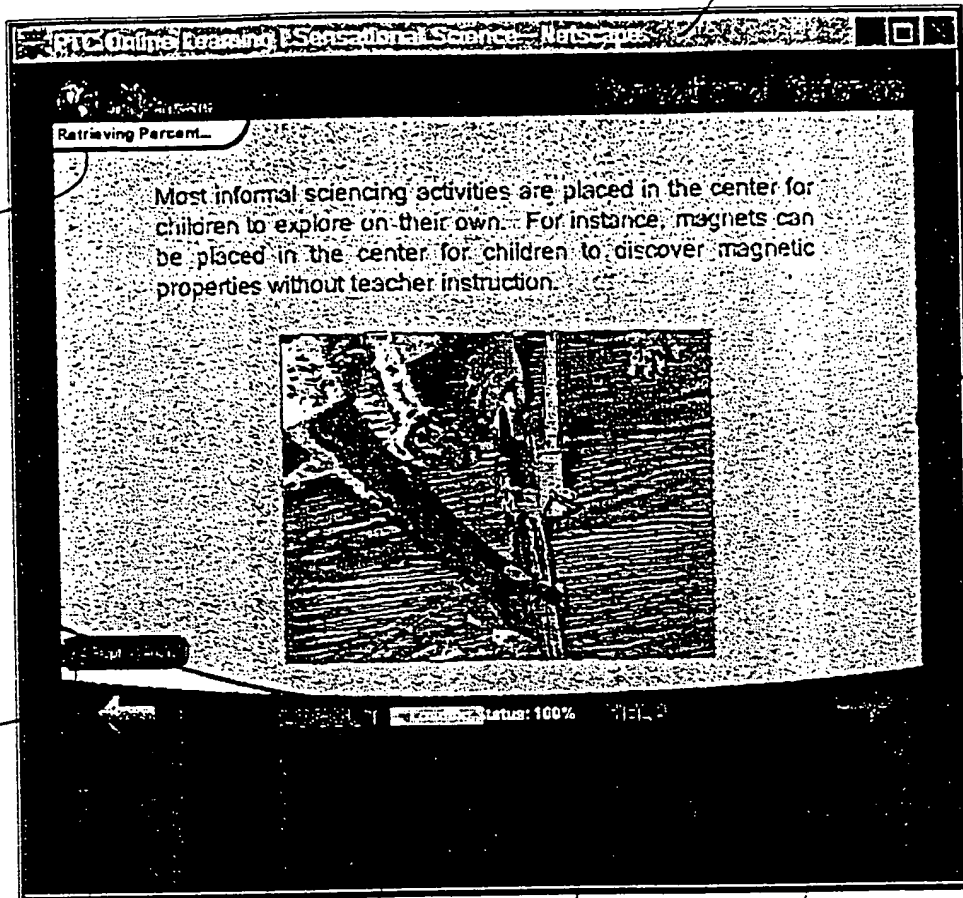 PTC Online Learning Sensational Science - Netscape
Sensational Science
Retrieving Percent...
Most informal sciencing activities are placed in the center for
children to explore on their own. For instance, magnets can
be placed in the center for children to discover magnetic
properties without teacher instruction.
Status: 100% HELP